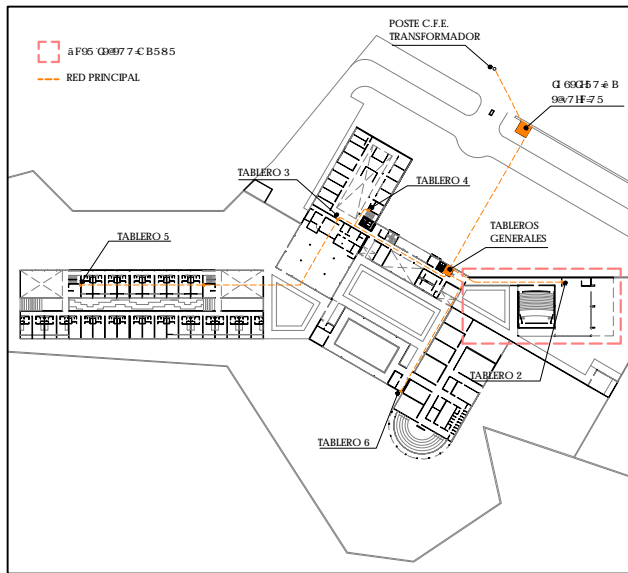 POSTE C.F.E.
TRANSFORMADOR
RED PRINCIPAL
TABLERO 3
TABLERO 4
TABLERO 5
TABLEROS
GENERALES
TABLERO 2
TABLERO 6